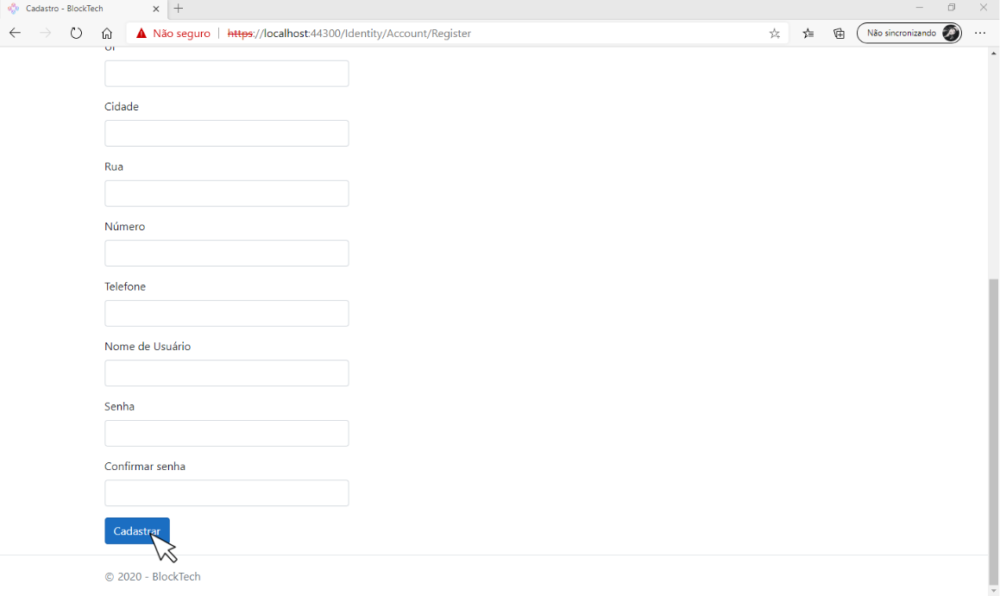 Cadastro - BlockTech
Não seguro https://localhost:44300/Identity/Account/Register Não sincronizando
Cidade
Rua
Número
Telefone
Nome de Usuário
Senha
Confirmar senha
Cadastrar
© 2020 - BlockTech